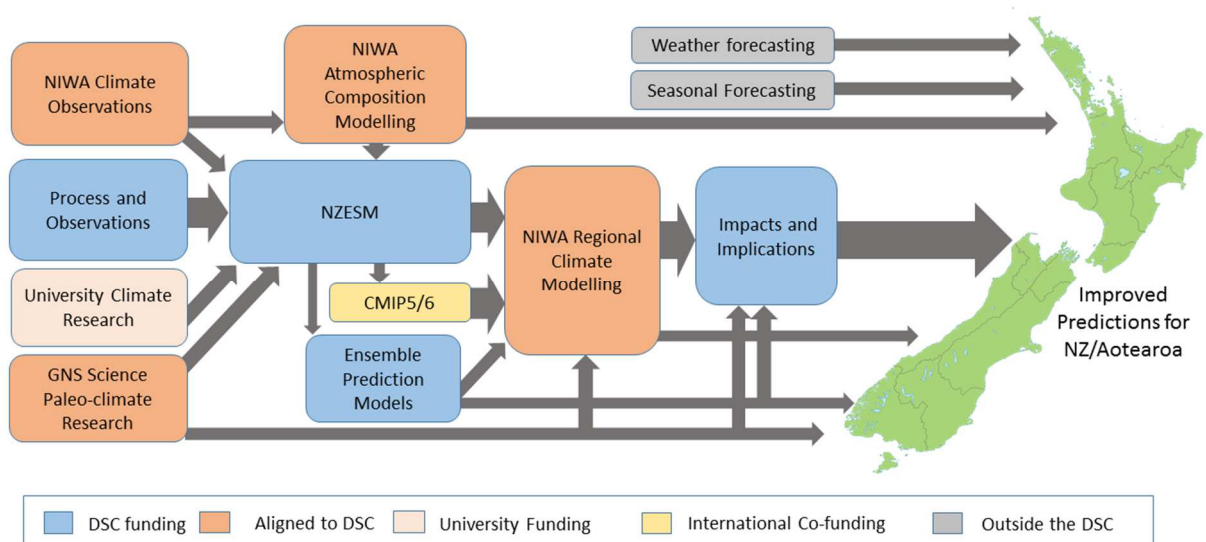 NIWA Climate
Observations
NIWA
Atmospheric
Composition
Modelling
Weather forecasting
Seasonal Forecasting
Process and
Observations
NZESM
NIWA Regional
Climate
Modelling
Impacts and
Implications
University Climate
Research
CMIP5/6
Improved
Predictions for
NZ/Aotearoa
GNS Science
Paleo-climate
Research
Ensemble
Prediction
Models
DSC funding
Aligned to DSC
University Funding
International Co-funding
Outside the DSC